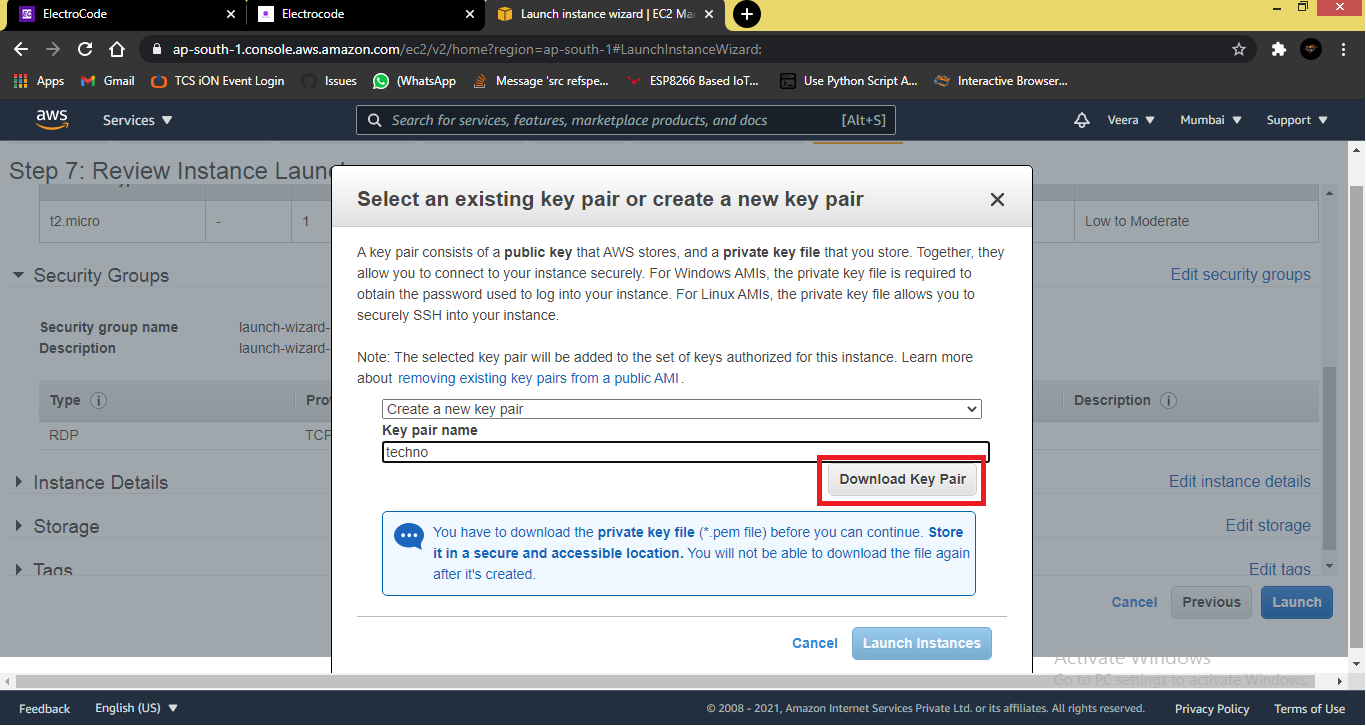 ElectroCode
Electrocode
Launch instance wizard | EC2 Mar
ap-south-1.console.aws.amazon.com/ec2/v2/home?region=ap-south-1#LaunchInstanceWizard:
Apps
Gmail
TCS iON Event Login
Issues
(WhatsApp
Message 'src refspe...
ESP8266 Based IoT...
Use Python Script A...
Interactive Browser...
aws
Services
Search for services, features, marketplace products, and docs
[Alt+S]
Veera
Mumbai
Support
Step 7: Review Instance Laun
t2.micro
-
1
Low to Moderate
Security Groups
Edit security groups
Security group name
launch-wizard-
Description
launch-wizard-
Type
Pro
Description
RDP
TCP
Instance Details
Edit instance details
Storage
Edit storage
Tags
Edit tags
Cancel
Previous
Launch
Select an existing key pair or create a new key pair
A key pair consists of a public key that AWS stores, and a private key file that you store. Together, they
allow you to connect to your instance securely. For Windows AMIs, the private key file is required to
obtain the password used to log into your instance. For Linux AMIs, the private key file allows you to
securely SSH into your instance.
Note: The selected key pair will be added to the set of keys authorized for this instance. Learn more
about removing existing key pairs from a public AMI.
Create a new key pair
Key pair name
techno
Download Key Pair
You have to download the private key file (*.pem file) before you can continue. Store
it in a secure and accessible location. You will not be able to download the file again
after it's created.
Cancel
Launch Instances
Activate Windows
Go to PC settings to activate Windows.
Feedback
English (US)
© 2008 - 2021, Amazon Internet Services Private Ltd. or its affiliates. All rights reserved.
Privacy Policy
Terms of Use